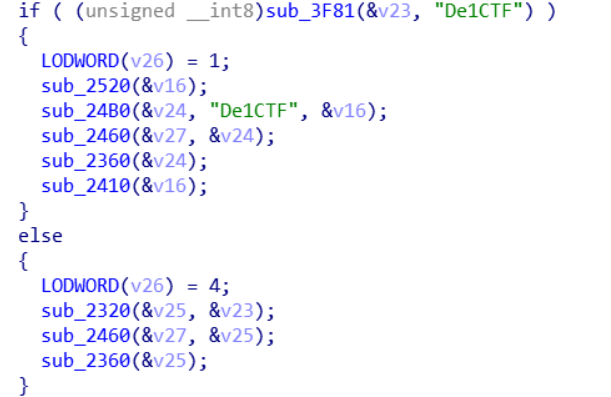 if ( (unsigned __int8)sub_3F81(&v23, "De1CTF") )
{
  LODWORD(v26) = 1;
  sub_2520(&v16);
  sub_24B0(&v24, "De1CTF", &v16);
  sub_2460(&v27, &v24);
  sub_2360(&v24);
  sub_2410(&v16);
}
else
{
  LODWORD(v26) = 4;
  sub_2320(&v25, &v23);
  sub_2460(&v27, &v25);
  sub_2360(&v25);
}